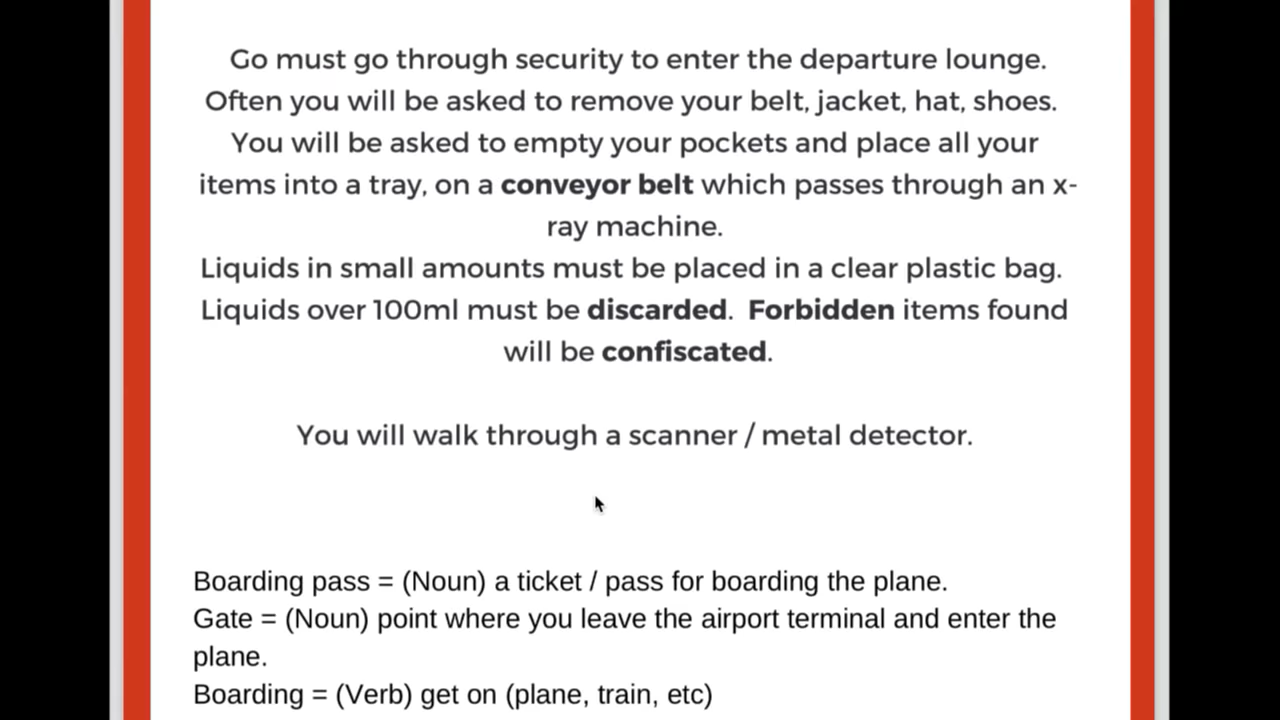 Go must go through security to enter the departure lounge.
Often you will be asked to remove your belt, jacket, hat, shoes.
You will be asked to empty your pockets and place all your
items into a tray, on a conveyor belt which passes through an x-
ray machine.
Liquids in small amounts must be placed in a clear plastic bag.
Liquids over 100ml must be discarded.  Forbidden items found
will be confiscated.
You will walk through a scanner / metal detector.
Boarding pass = (Noun) a ticket / pass for boarding the plane.
Gate = (Noun) point where you leave the airport terminal and enter the
plane.
Boarding = (Verb) get on (plane, train, etc)